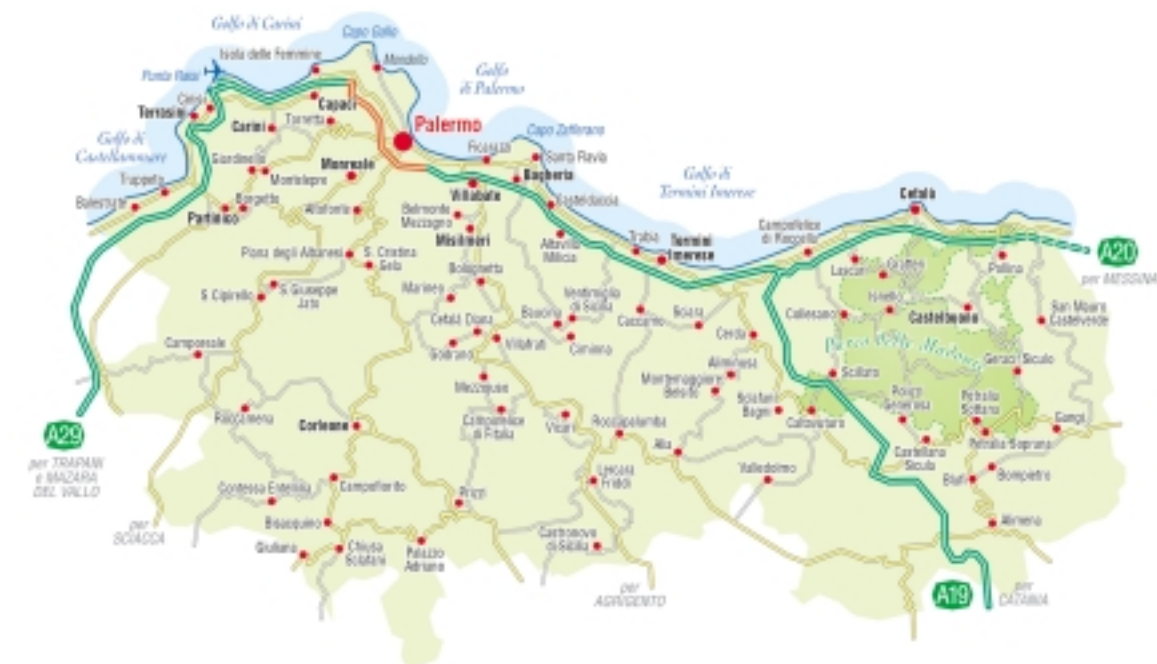 Golfo di Carini
Capo Gallo
Isola delle Femmine
Mondello
Punta Raisi
Golfo
di Palermo
Cinisi
Terrasini
Capaci
Carini
Torretta
Palermo
Capo Zafferano
Golfo di
Castellammare
Ficarazzi
Santa Flavia
Giardinello
Monreale
Bagheria
Golfo di
Termini Imerese
Montelepre
Trappeto
Villabate
Balestrate
Borgetto
Casteldaccia
Cefalù
Partinico
Altofonte
Belmonte
Mezzagno
Misilmeri
Altavilla
Milicia
Trabia
Termini
Imerese
Campofelice
di Roccella
A20
per MESSINA
Piana degli Albanesi
S. Cristina
Gela
Bolognetta
Lascari
Gratteri
Pollina
S. Cipirello
S. Giuseppe
Jato
Marineo
Ventimiglia
di Sicilia
Baucina
Caccamo
Sciara
Isnello
Collesano
Castelbuono
San Mauro
Castelverde
Cefalà Diana
Godrano
Villafrati
Ciminna
Cerda
Parco delle Madonie
Camporeale
Aliminusa
Geraci Siculo
Mezzojuso
Montemaggiore
Belsito
Scillato
Sclafani
Bagni
Polizzi
Generosa
Petralia
Sottana
Roccamena
Corleone
Campofelice
di Fitalia
Vicari
Roccapalumba
Caltavuturo
Gangi
A29
per TRAPANI
e MAZARA
DEL VALLO
Alia
Castellana
Sicula
Petralia Soprana
Valledolmo
Blufi
Bompietro
Contessa Entellina
Campofiorito
Lercara
Friddi
Prizzi
per
SCIACCA
Bisacquino
Alimena
Giuliana
Chiusa
Sclafani
Palazzo
Adriano
Castronovo
di Sicilia
per
AGRIGENTO
A19
per
CATANIA